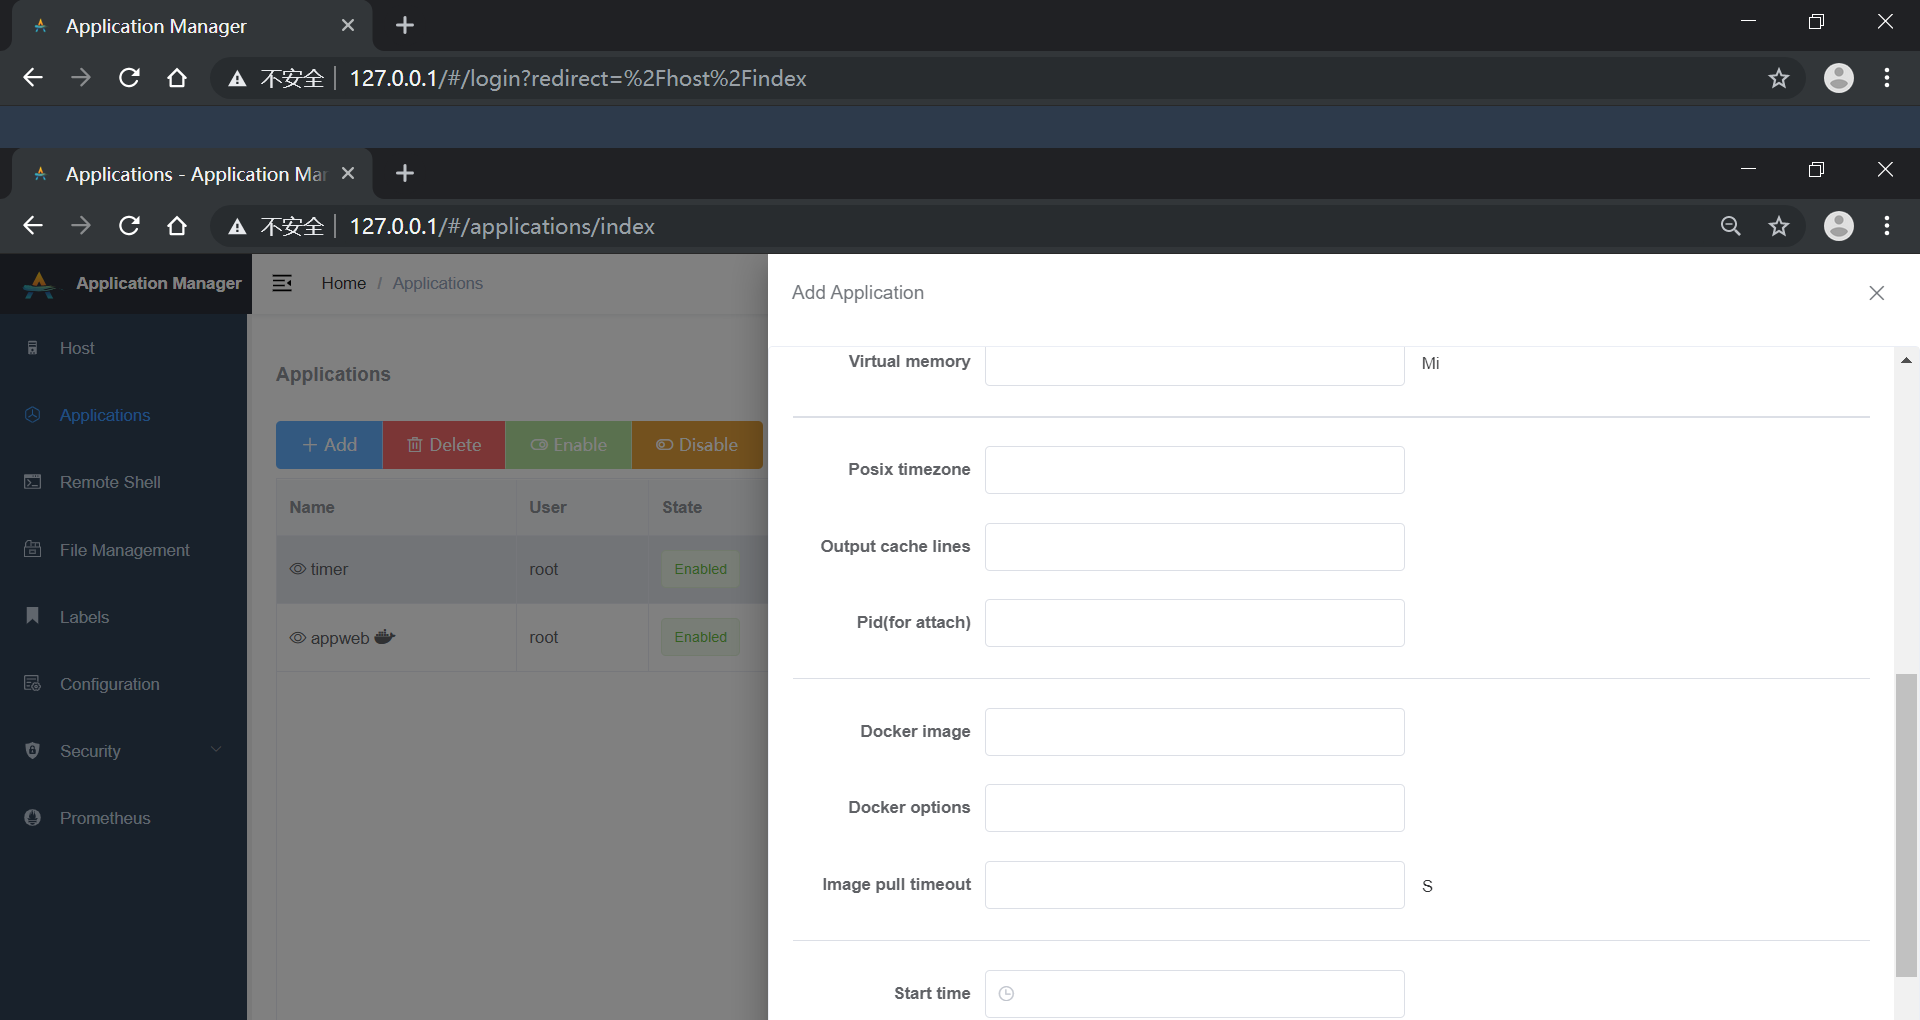 Application Manager
不安全 127.0.0.1/#/login?redirect=%2Fhost%2Findex
Applications - Application Mar
不安全 127.0.0.1/#/applications/index
Application Manager
Home / Applications
Host
Applications
Remote Shell
File Management
Labels
Configuration
Security
Prometheus
Applications
Add Delete Enable Disable
Name User State
timer root Enabled
appweb root Enabled
Add Application
Virtual memory Mi
Posix timezone
Output cache lines
Pid(for attach)
Docker image
Docker options
Image pull timeout S
Start time